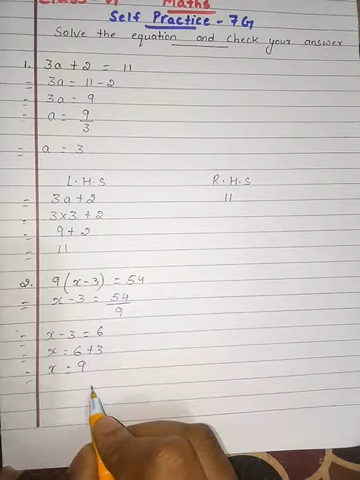 Class - VI Maths
Self Practice - 7G
Solve the equation and check your answer
1. 3a + 2 = 11
= 3a = 11 - 2
= 3a = 9
= a = 9/3
= a = 3
L.H.S R.H.S
= 3a + 2 11
= 3 × 3 + 2
= 9 + 2
= 11
2. 9(x - 3) = 54
= x - 3 = 54/9
= x - 3 = 6
= x = 6 + 3
= x = 9